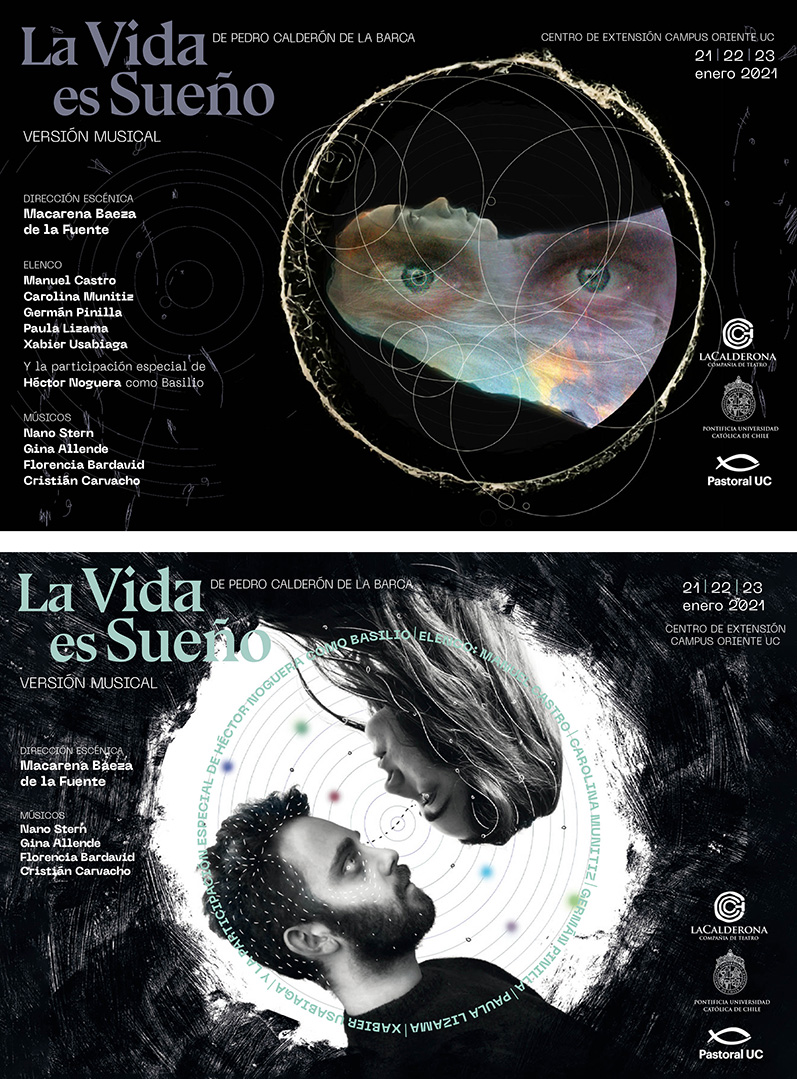 La Vida
es Sueño
DE PEDRO CALDERÓN DE LA BARCA
VERSIÓN MUSICAL
CENTRO DE EXTENSIÓN CAMPUS ORIENTE UC
21 | 22 | 23
enero 2021
DIRECCIÓN ESCÉNICA
Macarena Baeza
de la Fuente
ELENCO
Manuel Castro
Carolina Munitiz
Germán Pinilla
Paula Lizama
Xabier Usabiaga
Y la participación especial de
Héctor Noguera como Basilio
MÚSICOS
Nano Stern
Gina Allende
Florencia Bardavid
Cristián Carvacho
LACALDERONA
COMPAÑÍA DE TEATRO
PONTIFICIA UNIVERSIDAD
CATÓLICA DE CHILE
Pastoral UC
La Vida
es Sueño
DE PEDRO CALDERÓN DE LA BARCA
VERSIÓN MUSICAL
21 | 22 | 23
enero 2021
CENTRO DE EXTENSIÓN
CAMPUS ORIENTE UC
DIRECCIÓN ESCÉNICA
Macarena Baeza
de la Fuente
MÚSICOS
Nano Stern
Gina Allende
Florencia Bardavid
Cristián Carvacho
ELENCO: MANUEL CASTRO | CAROLINA MUNITIZ | GERMÁN PINILLA | PAULA LIZAMA | XABIER USABIAGA | Y LA PARTICIPACIÓN ESPECIAL DE HÉCTOR NOGUERA COMO BASILIO |
LACALDERONA
COMPAÑÍA DE TEATRO
PONTIFICIA UNIVERSIDAD
CATÓLICA DE CHILE
Pastoral UC